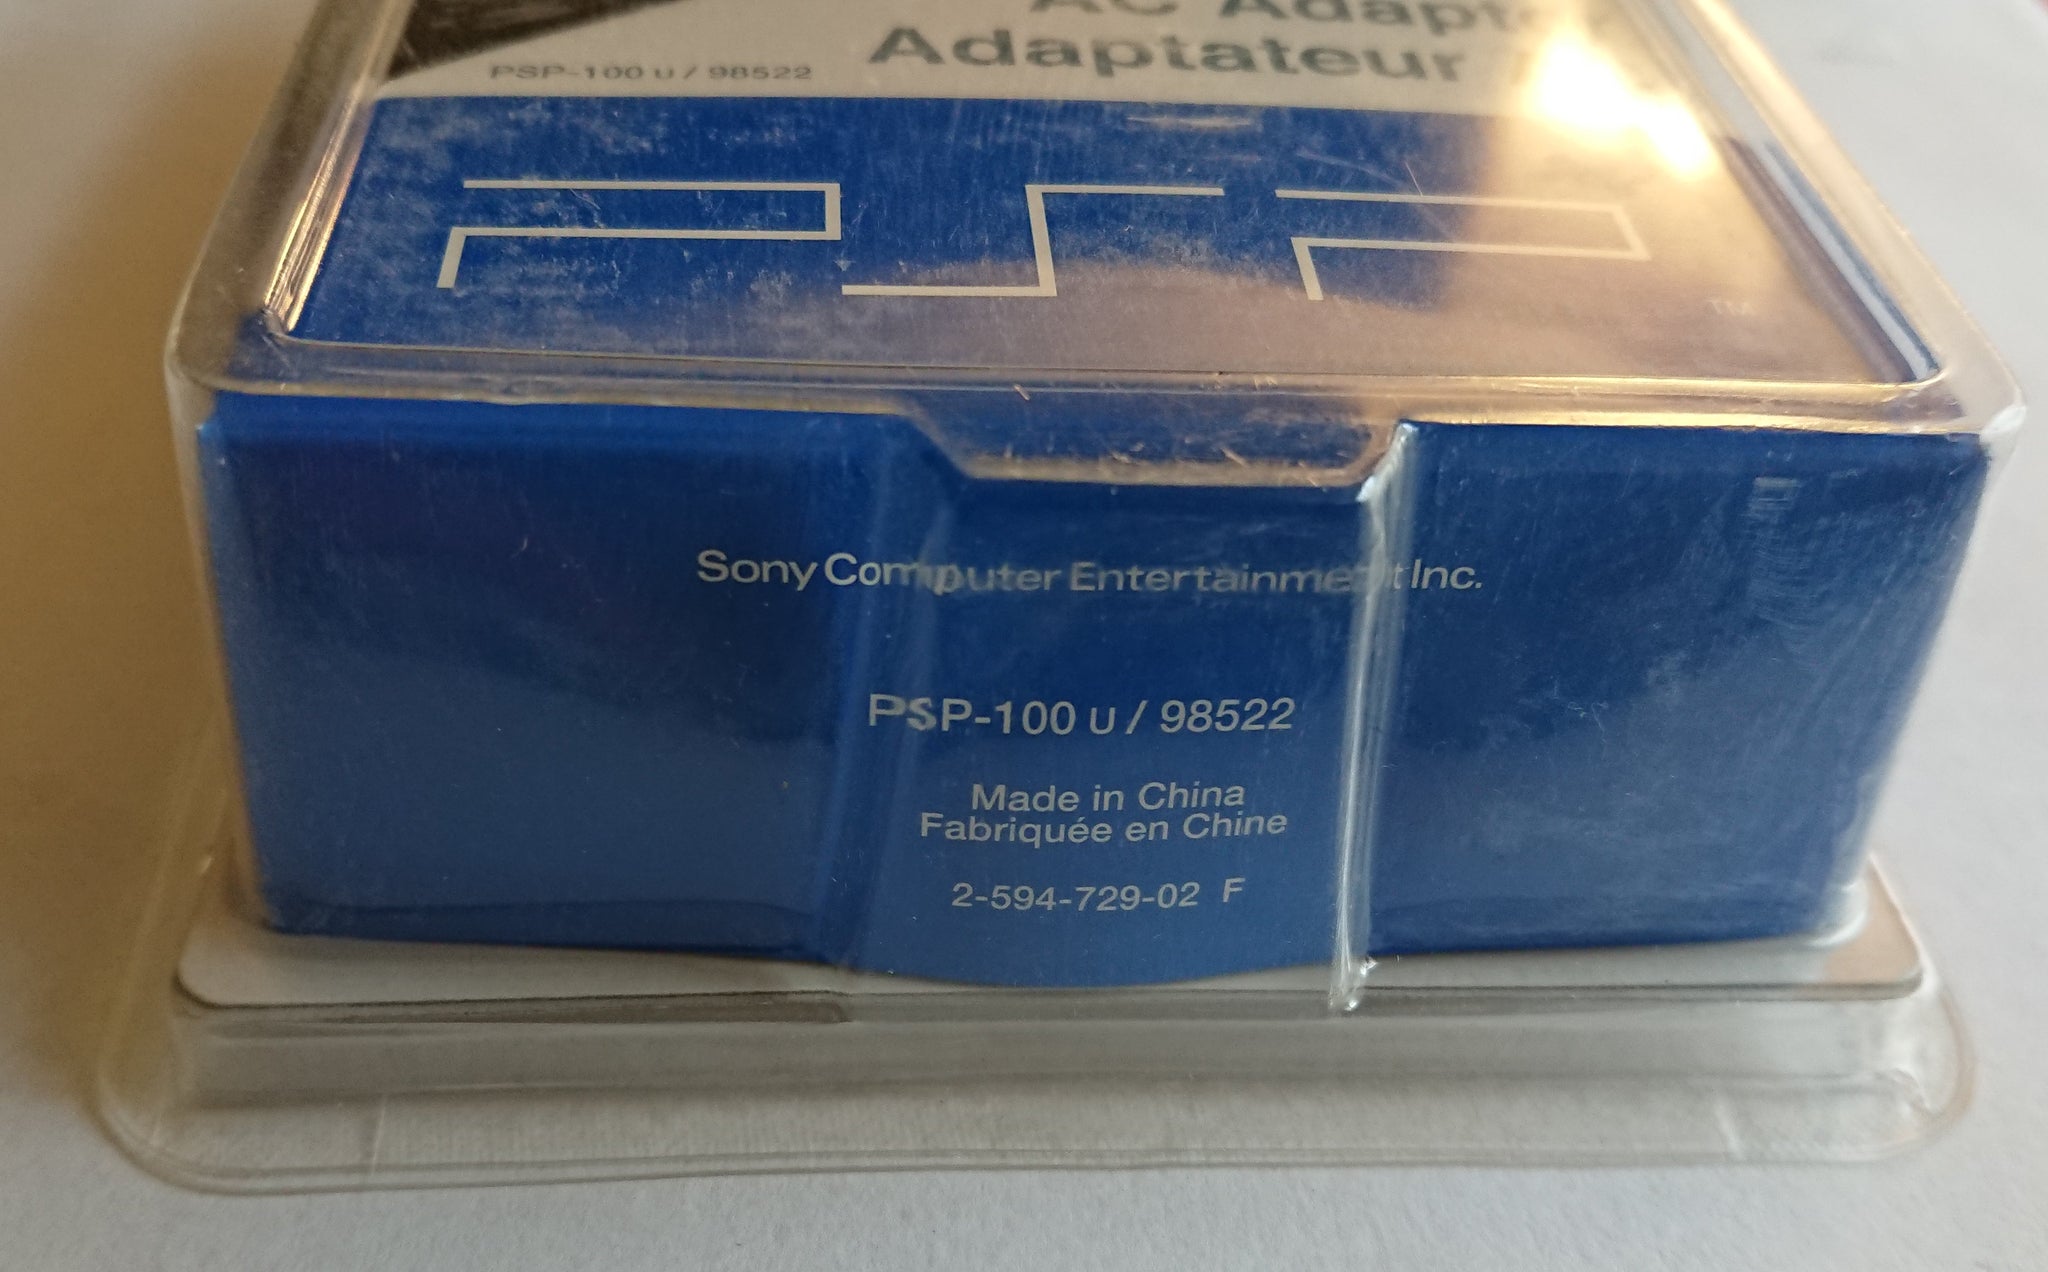 AC Adapt
Adaptateur
PSP-100 U / 98522
PSP
TM
Sony Computer Entertainment Inc.
PSP-100 U / 98522
Made in China
Fabriquée en Chine
2-594-729-02 F